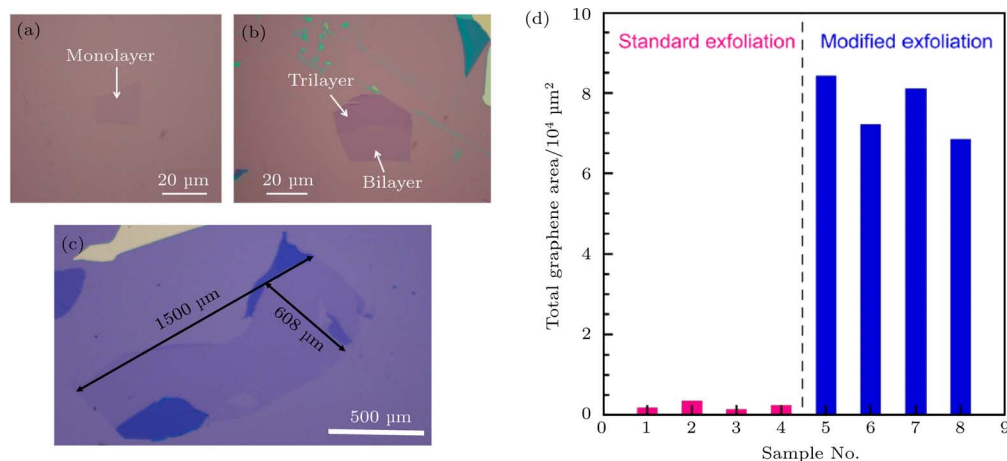 (a)
Monolayer
20 µm
(b)
Trilayer
Bilayer
20 µm
(c)
1500 µm
608 µm
500 µm
(d)
Total graphene area/10⁴ µm²
10
8
6
4
2
0
Standard exfoliation
Modified exfoliation
0 1 2 3 4 5 6 7 8 9
Sample No.